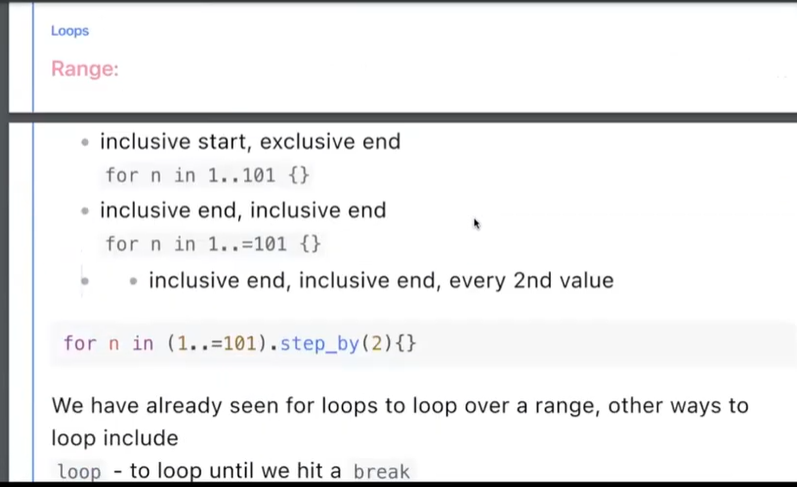 Loops
Range:
inclusive start, exclusive end
for n in 1..101 {}
inclusive end, inclusive end
for n in 1..=101 {}
inclusive end, inclusive end, every 2nd value
for n in (1..=101).step_by(2){}
We have already seen for loops to loop over a range, other ways to
loop include
loop - to loop until we hit a break